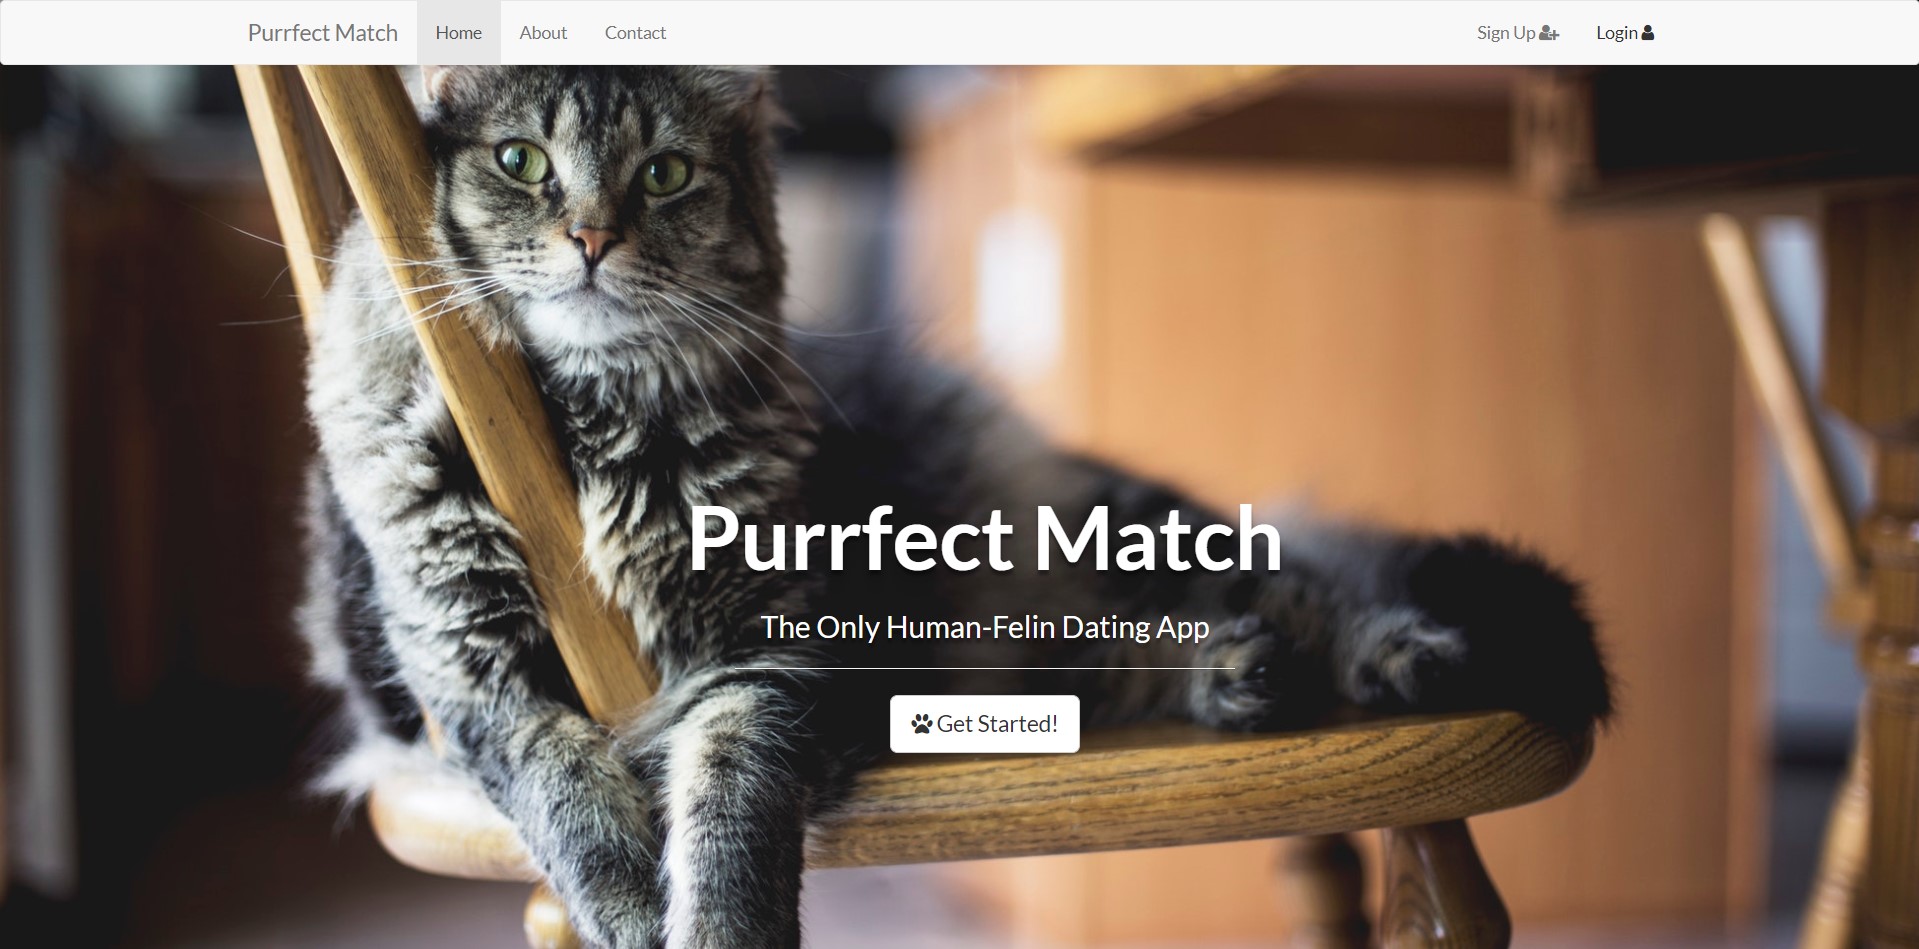 Purrfect Match Home About Contact Sign Up Login
Purrfect Match
The Only Human-Felin Dating App
Get Started!